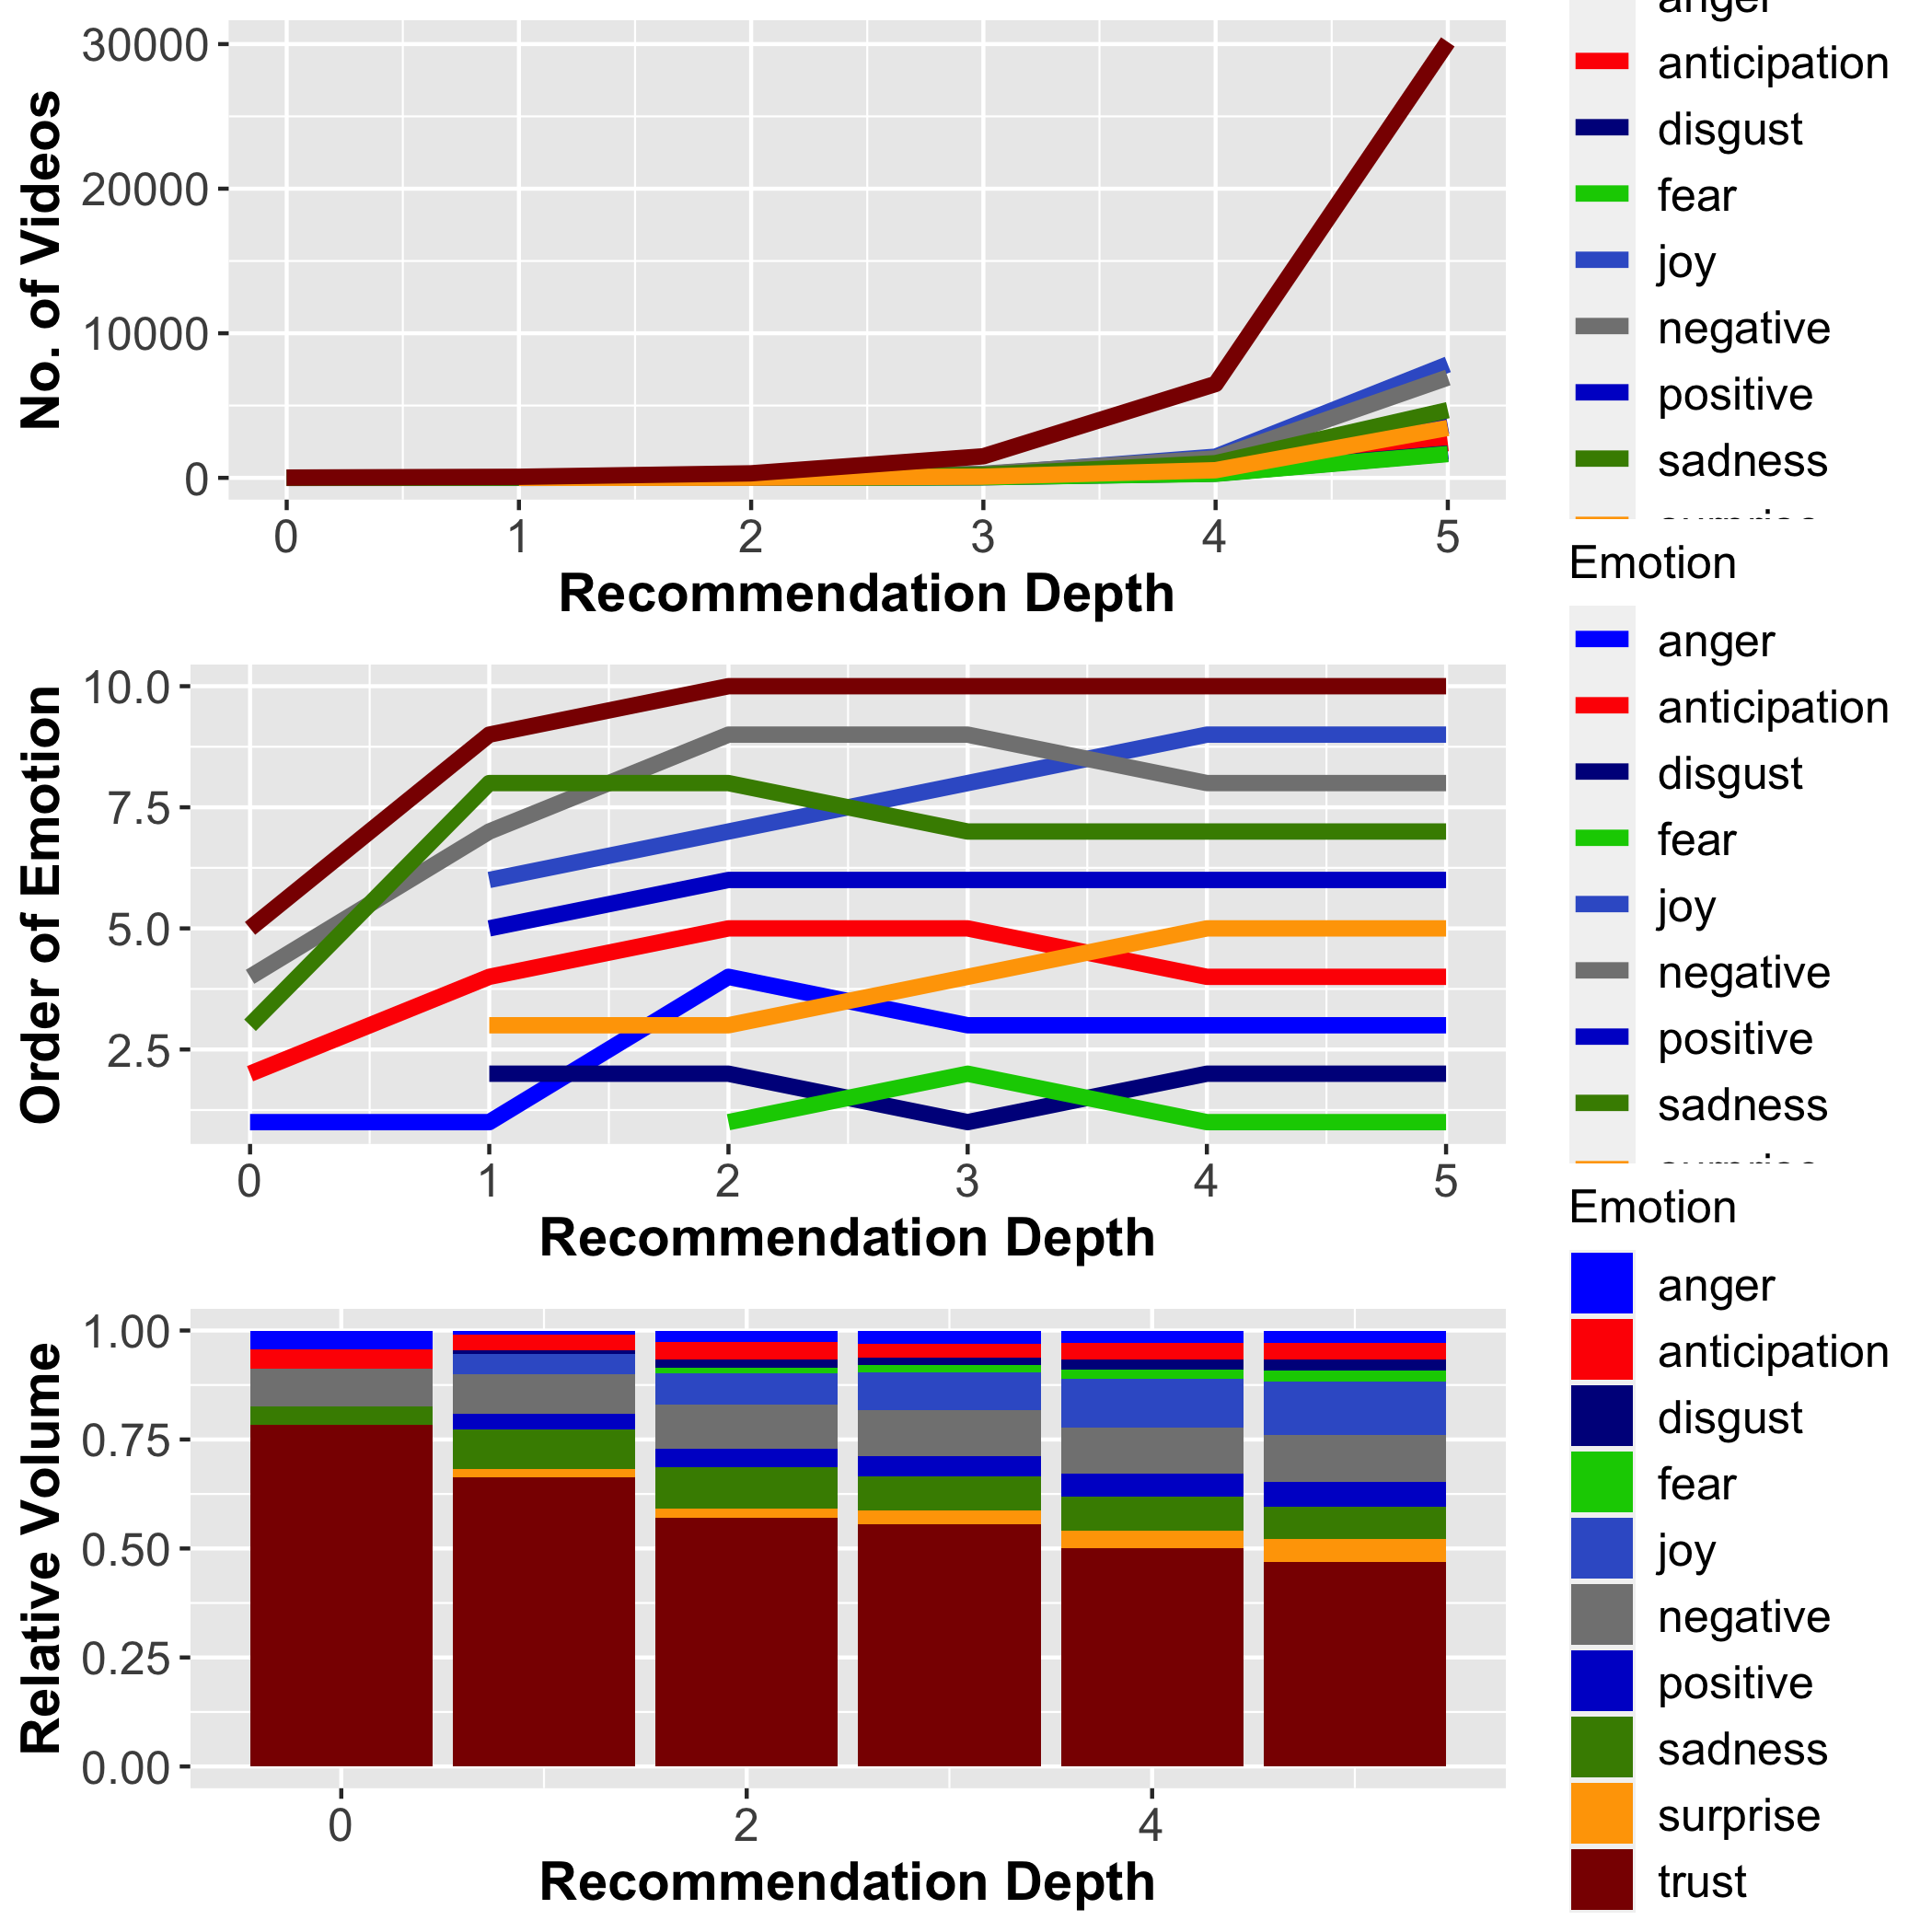 No. of Videos
30000
20000
10000
0
0 1 2 3 4 5
Recommendation Depth
anger
anticipation
disgust
fear
joy
negative
positive
sadness
surprise
Order of Emotion
10.0
7.5
5.0
2.5
0 1 2 3 4 5
Recommendation Depth
Emotion
anger
anticipation
disgust
fear
joy
negative
positive
sadness
surprise
Relative Volume
1.00
0.75
0.50
0.25
0.00
0 2 4
Recommendation Depth
Emotion
anger
anticipation
disgust
fear
joy
negative
positive
sadness
surprise
trust